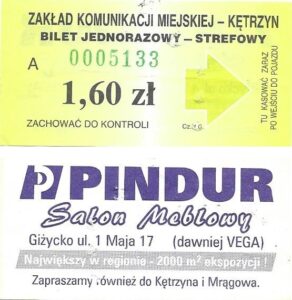 ZAKŁAD KOMUNIKACJI MIEJSKIEJ – KĘTRZYN
BILET JEDNORAZOWY – STREFOWY
A 0005133
1,60 zł
ZACHOWAĆ DO KONTROLI
TU KASOWAĆ ZARAZ
PO WEJŚCIU DO POJAZDU
PINDUR
Salon Meblowy
Giżycko ul. 1 Maja 17 (dawniej VEGA)
Największy w regionie - 2000 m² ekspozycji !
Zapraszamy również do Kętrzyna i Mrągowa.